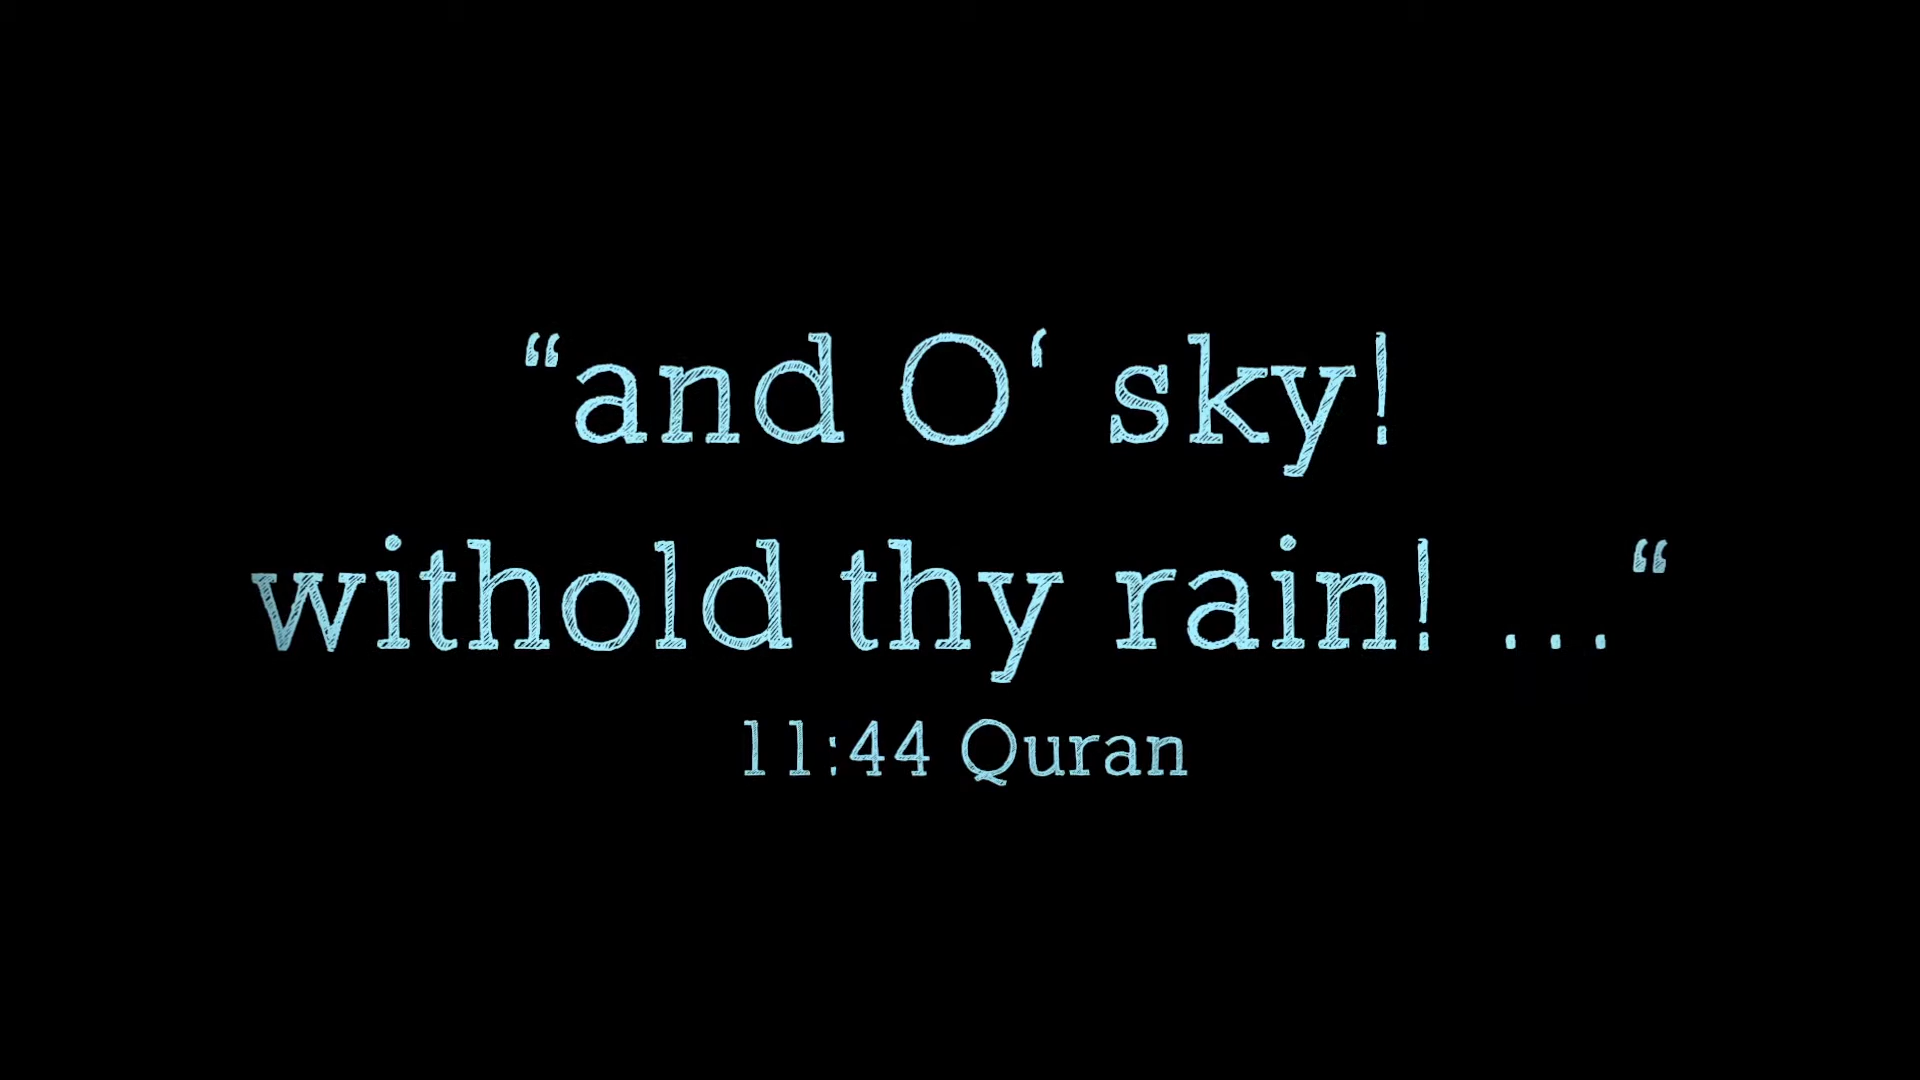 “and O‘ sky!
withold thy rain! ...“
11:44 Quran